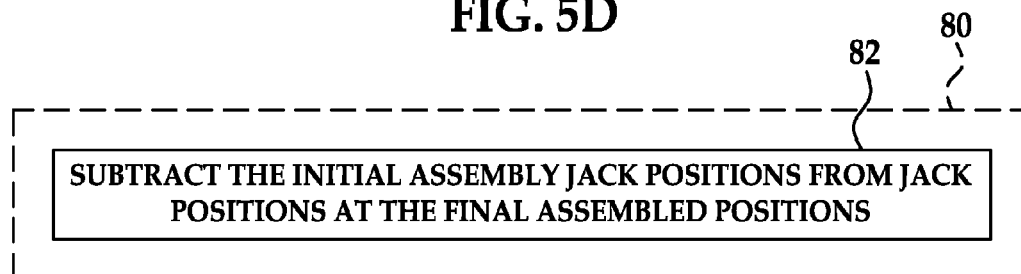 FIG. 5D
80
82
SUBTRACT THE INITIAL ASSEMBLY JACK POSITIONS FROM JACK
POSITIONS AT THE FINAL ASSEMBLED POSITIONS